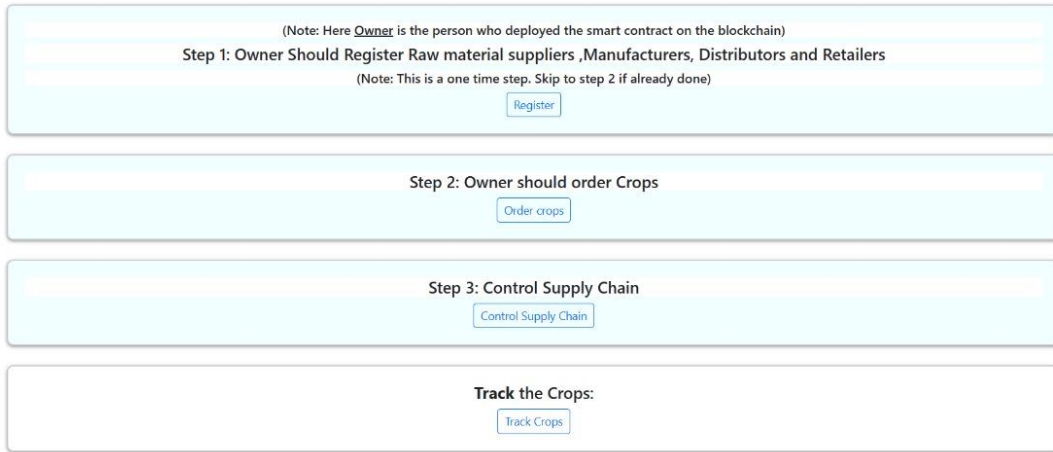 (Note: Here Owner is the person who deployed the smart contract on the blockchain)
Step 1: Owner Should Register Raw material suppliers ,Manufacturers, Distributors and Retailers
(Note: This is a one time step. Skip to step 2 if already done)
Register
Step 2: Owner should order Crops
Order crops
Step 3: Control Supply Chain
Control Supply Chain
Track the Crops:
Track Crops